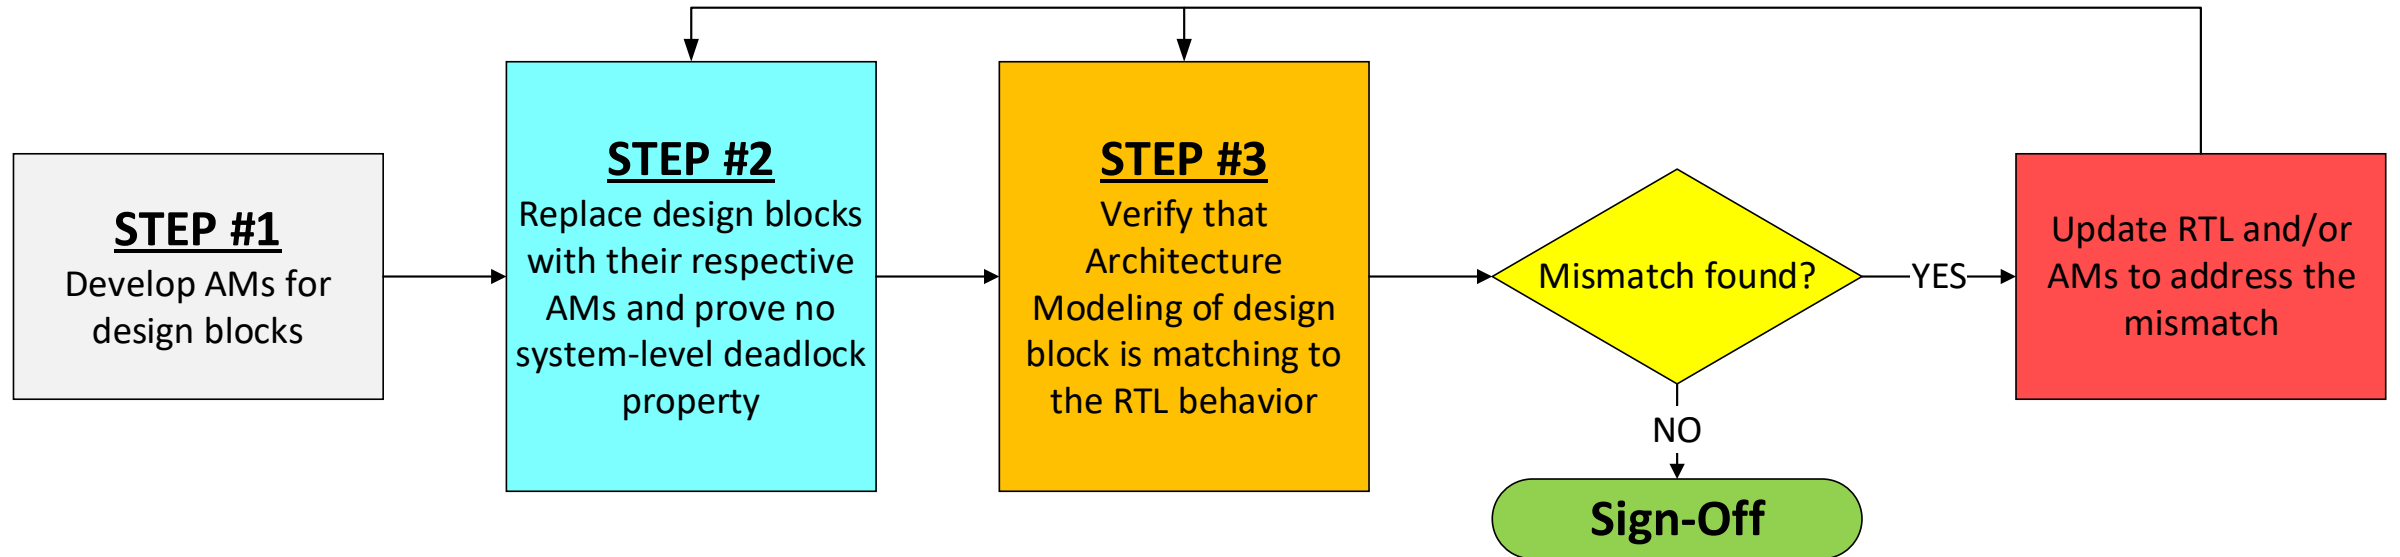 STEP #1
Develop AMs for
design blocks
STEP #2
Replace design blocks
with their respective
AMs and prove no
system-level deadlock
property
STEP #3
Verify that
Architecture
Modeling of design
block is matching to
the RTL behavior
Mismatch found?
YES
NO
Update RTL and/or
AMs to address the
mismatch
Sign-Off